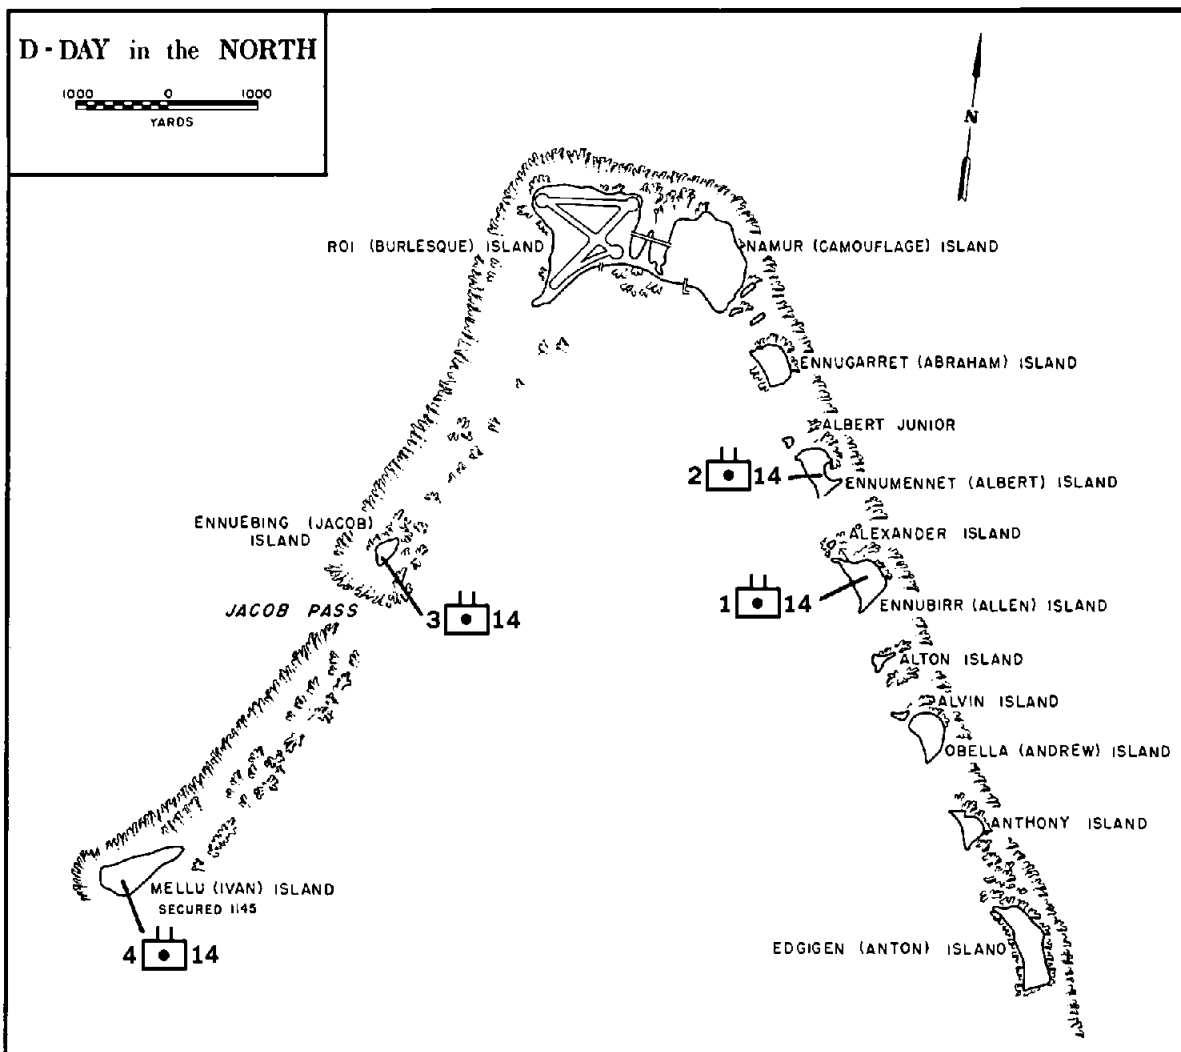 D-DAY in the NORTH
1000 0 1000
YARDS
N
ROI (BURLESQUE) ISLAND
NAMUR (CAMOUFLAGE) ISLAND
ENNUGARRET (ABRAHAM) ISLAND
ALBERT JUNIOR
2 14
ENNUMENNET (ALBERT) ISLAND
ENNUEBING (JACOB)
ISLAND
ALEXANDER ISLAND
1 14
ENNUBIRR (ALLEN) ISLAND
JACOB PASS
3 14
ALTON ISLAND
ALVIN ISLAND
OBELLA (ANDREW) ISLAND
ANTHONY ISLAND
MELLU (IVAN) ISLAND
SECURED 1145
4 14
EDGIGEN (ANTON) ISLAND